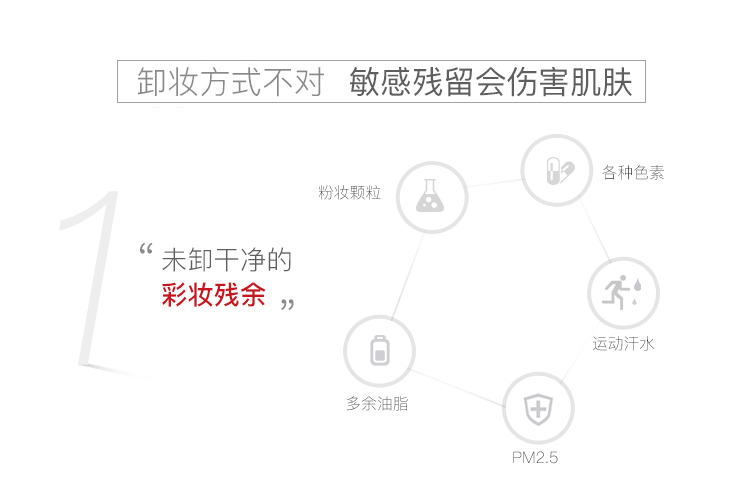 卸妆方式不对 敏感残留会伤害肌肤
1
“未卸干净的
彩妆残余”
粉妆颗粒
各种色素
运动汗水
多余油脂
PM2.5